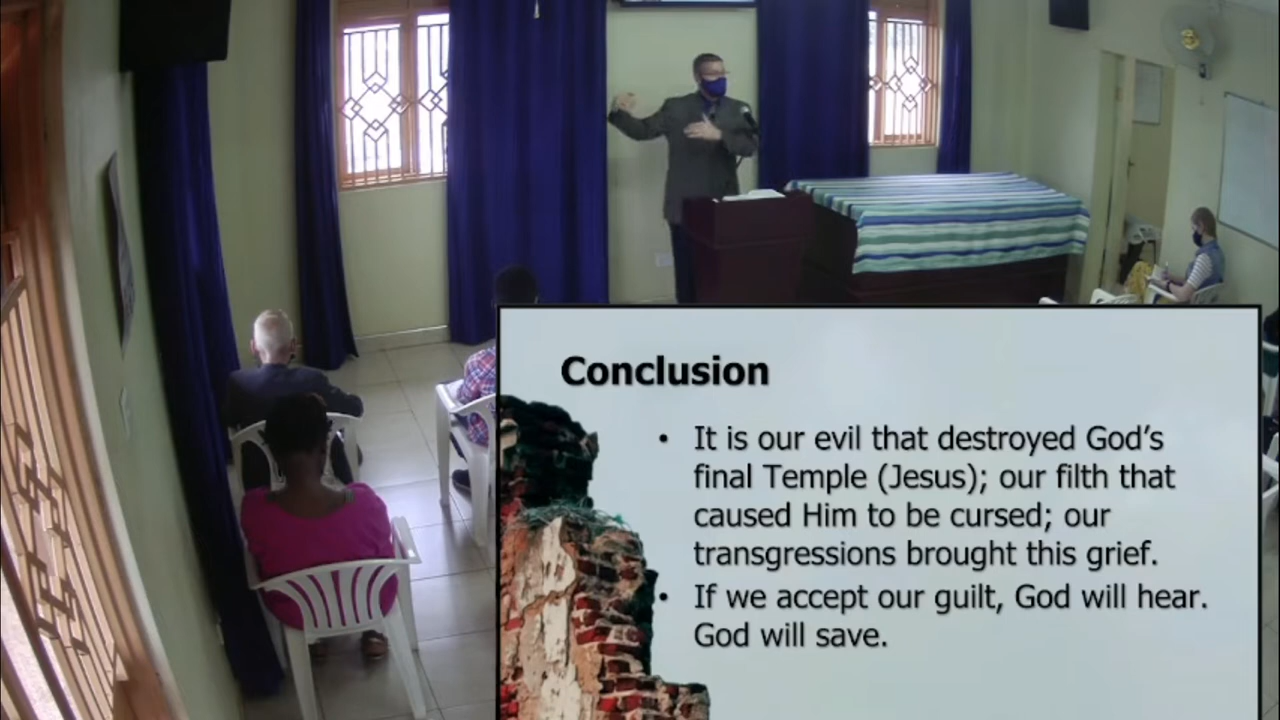 Conclusion
• It is our evil that destroyed God’s
final Temple (Jesus); our filth that
caused Him to be cursed; our
transgressions brought this grief.
• If we accept our guilt, God will hear.
God will save.